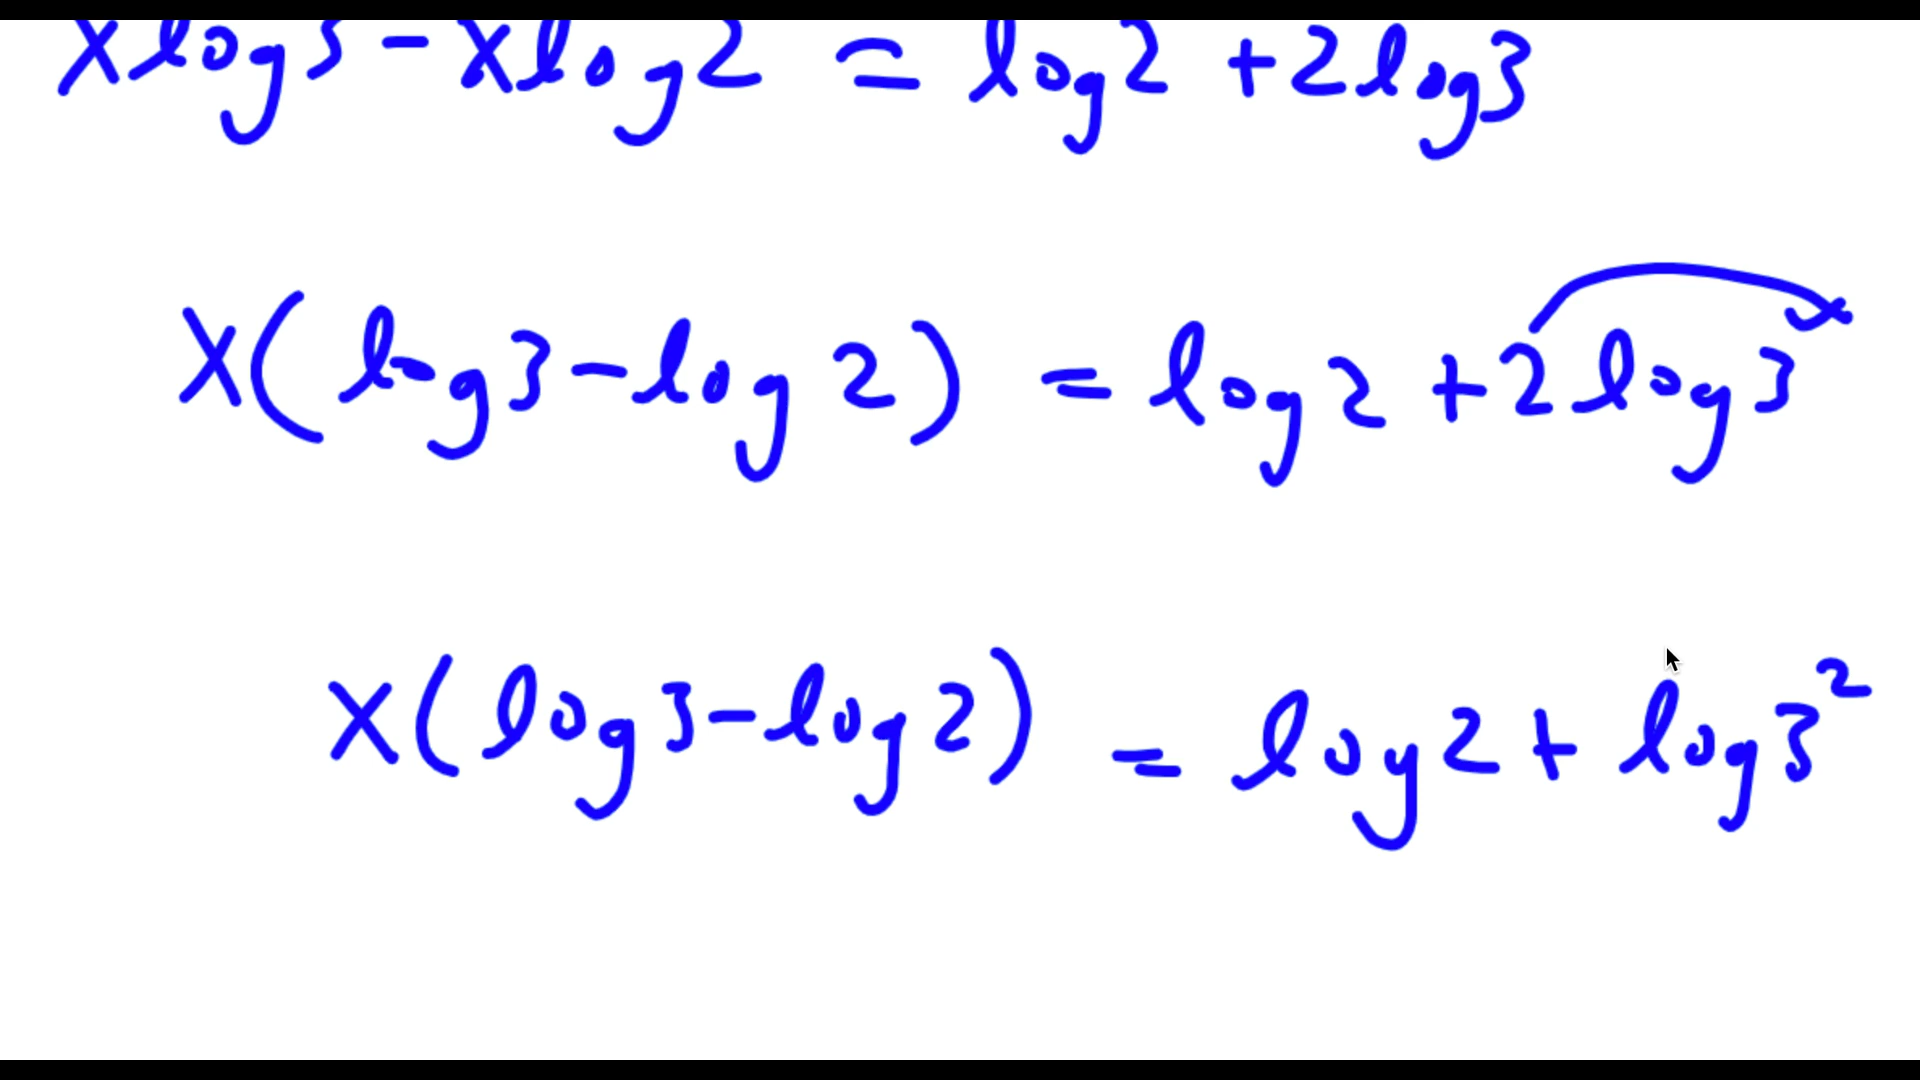 xlog3 - xlog2 = log2 + 2log3
x(log3 - log2) = log2 + 2log3
x(log3 - log2) = log2 + log3²